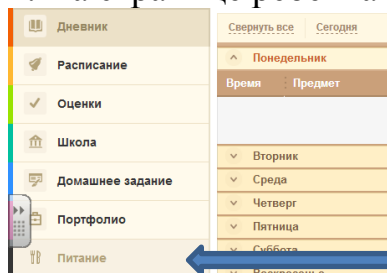 Дневник
Расписание
Оценки
Школа
Домашнее задание
Портфолио
Питание
Свернуть все Сегодня
Понедельник
Время Предмет
Вторник
Среда
Четверг
Пятница
Суббота
Воскресенье